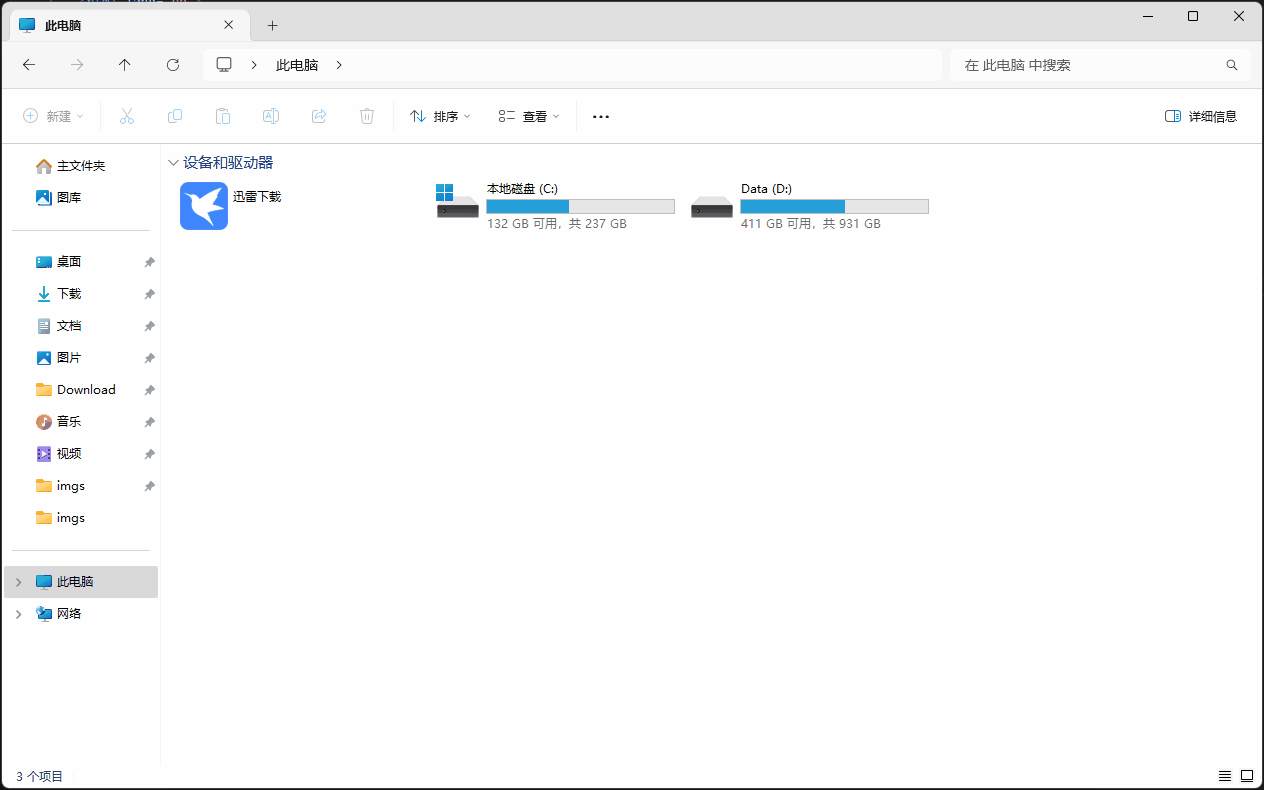 此电脑
此电脑
在 此电脑 中搜索
新建
排序
查看
详细信息
主文件夹
图库
桌面
下载
文档
图片
Download
音乐
视频
imgs
imgs
此电脑
网络
设备和驱动器
迅雷下载
本地磁盘 (C:)
132 GB 可用，共 237 GB
Data (D:)
411 GB 可用，共 931 GB
3 个项目